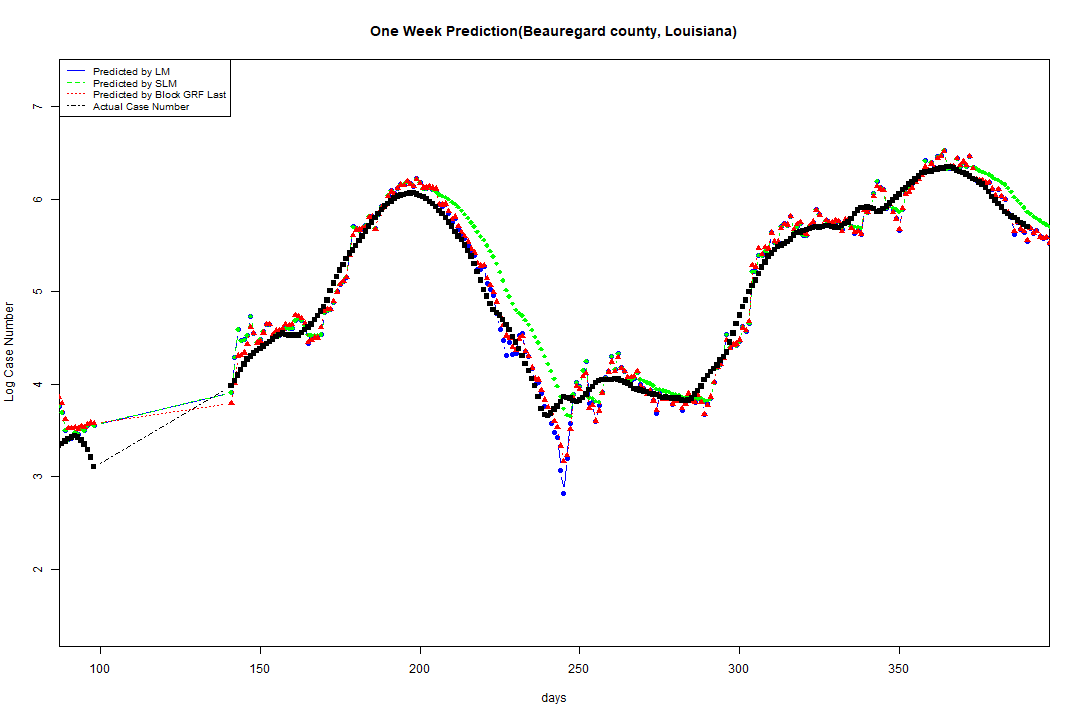 One Week Prediction(Beauregard county, Louisiana)
Predicted by LM
Predicted by SLM
Predicted by Block GRF Last
Actual Case Number
Log Case Number
7
6
5
4
3
2
100 150 200 250 300 350
days